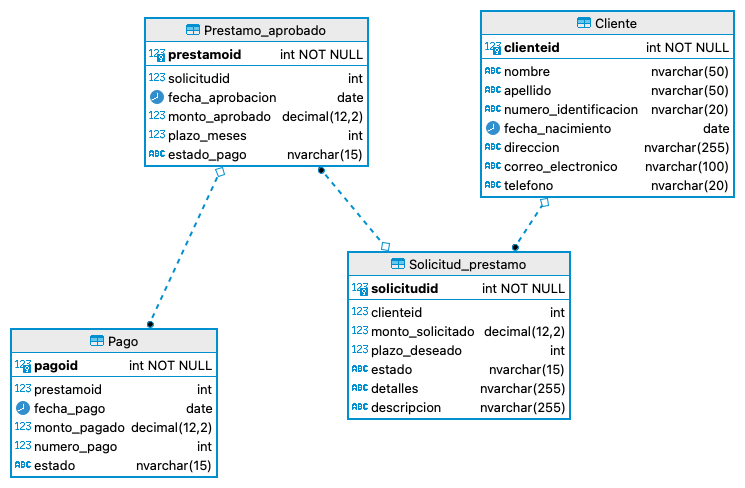 Prestamo_aprobado
123 prestamoid int NOT NULL
123 solicitudid int
fecha_aprobacion date
123 monto_aprobado decimal(12,2)
123 plazo_meses int
ABC estado_pago nvarchar(15)
Cliente
123 clienteid int NOT NULL
ABC nombre nvarchar(50)
ABC apellido nvarchar(50)
ABC numero_identificacion nvarchar(20)
fecha_nacimiento date
ABC direccion nvarchar(255)
ABC correo_electronico nvarchar(100)
ABC telefono nvarchar(20)
Solicitud_prestamo
123 solicitudid int NOT NULL
123 clienteid int
123 monto_solicitado decimal(12,2)
123 plazo_deseado int
ABC estado nvarchar(15)
ABC detalles nvarchar(255)
ABC descripcion nvarchar(255)
Pago
123 pagoid int NOT NULL
123 prestamoid int
fecha_pago date
123 monto_pagado decimal(12,2)
123 numero_pago int
ABC estado nvarchar(15)